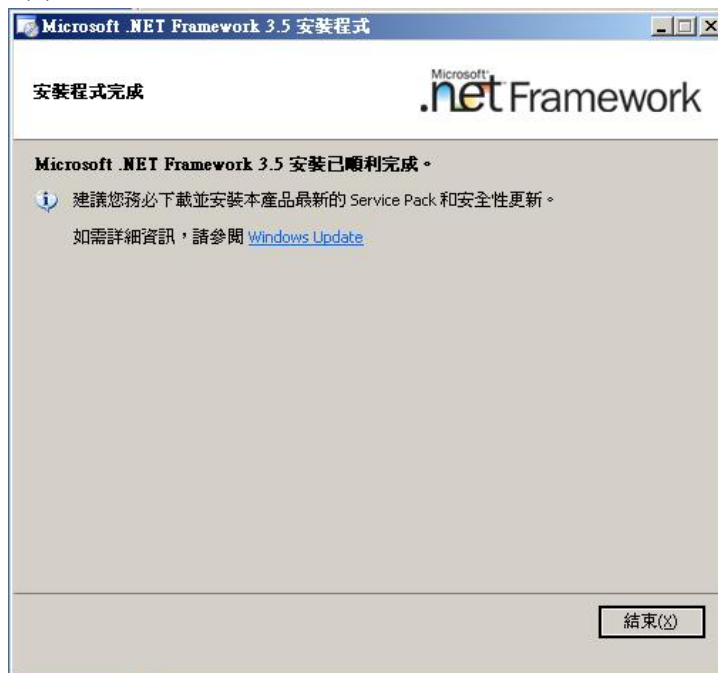 Microsoft .NET Framework 3.5 安裝程式
安裝程式完成
Microsoft
.net Framework
Microsoft .NET Framework 3.5 安裝已順利完成。
建議您務必下載並安裝本產品最新的 Service Pack 和安全性更新。
如需詳細資訊，請參閱 Windows Update
結束(X)